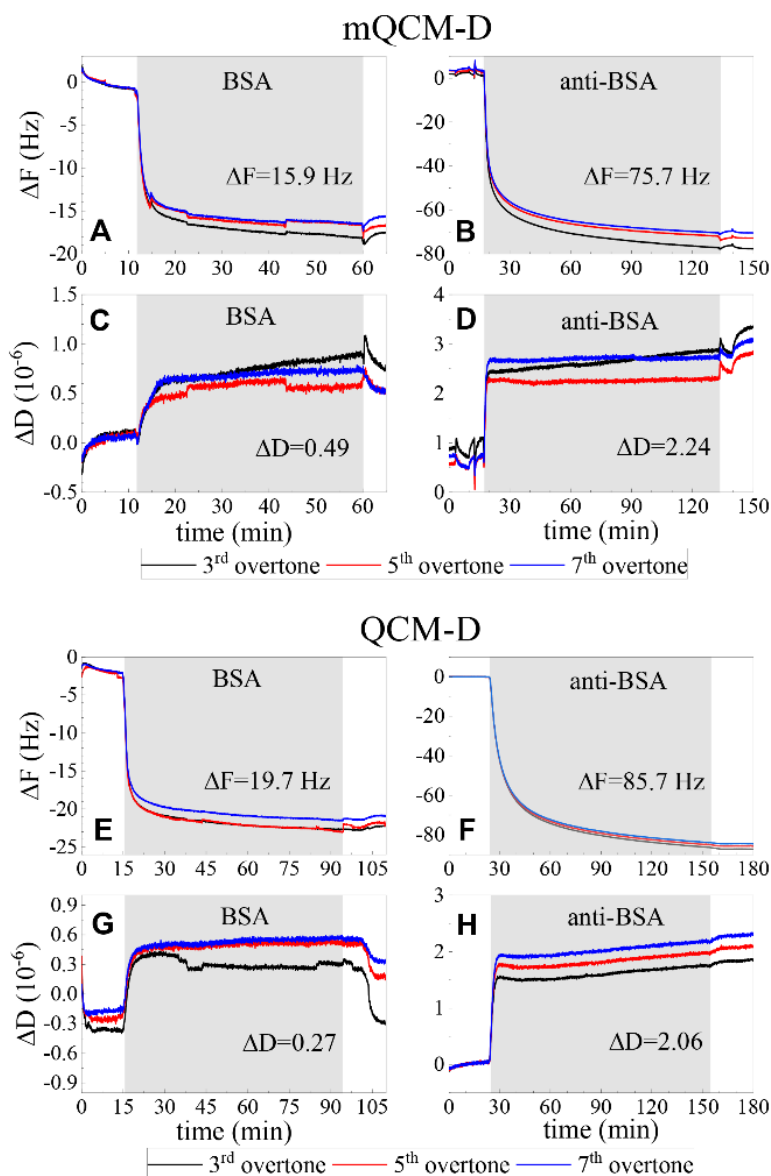 mQCM-D
BSA
ΔF=15.9 Hz
A
ΔF (Hz)
0
-5
-10
-15
-20
0 10 20 30 40 50 60
anti-BSA
ΔF=75.7 Hz
B
0
-20
-40
-60
-80
0 30 60 90 120 150
C
BSA
ΔD=0.49
ΔD (10⁻⁶)
1.5
1.0
0.5
0.0
-0.5
0 10 20 30 40 50 60
time (min)
D
anti-BSA
ΔD=2.24
4
3
2
1
0
0 30 60 90 120 150
time (min)
3rd overtone 5th overtone 7th overtone
QCM-D
BSA
ΔF=19.7 Hz
E
ΔF (Hz)
0
-5
-10
-15
-20
-25
0 15 30 45 60 75 90 105
anti-BSA
ΔF=85.7 Hz
F
0
-20
-40
-60
-80
0 30 60 90 120 150 180
G
BSA
ΔD=0.27
ΔD (10⁻⁶)
0.9
0.6
0.3
0.0
-0.3
-0.6
-0.9
0 15 30 45 60 75 90 105
time (min)
H
anti-BSA
ΔD=2.06
3
2
1
0
0 30 60 90 120 150 180
time (min)
3rd overtone 5th overtone 7th overtone